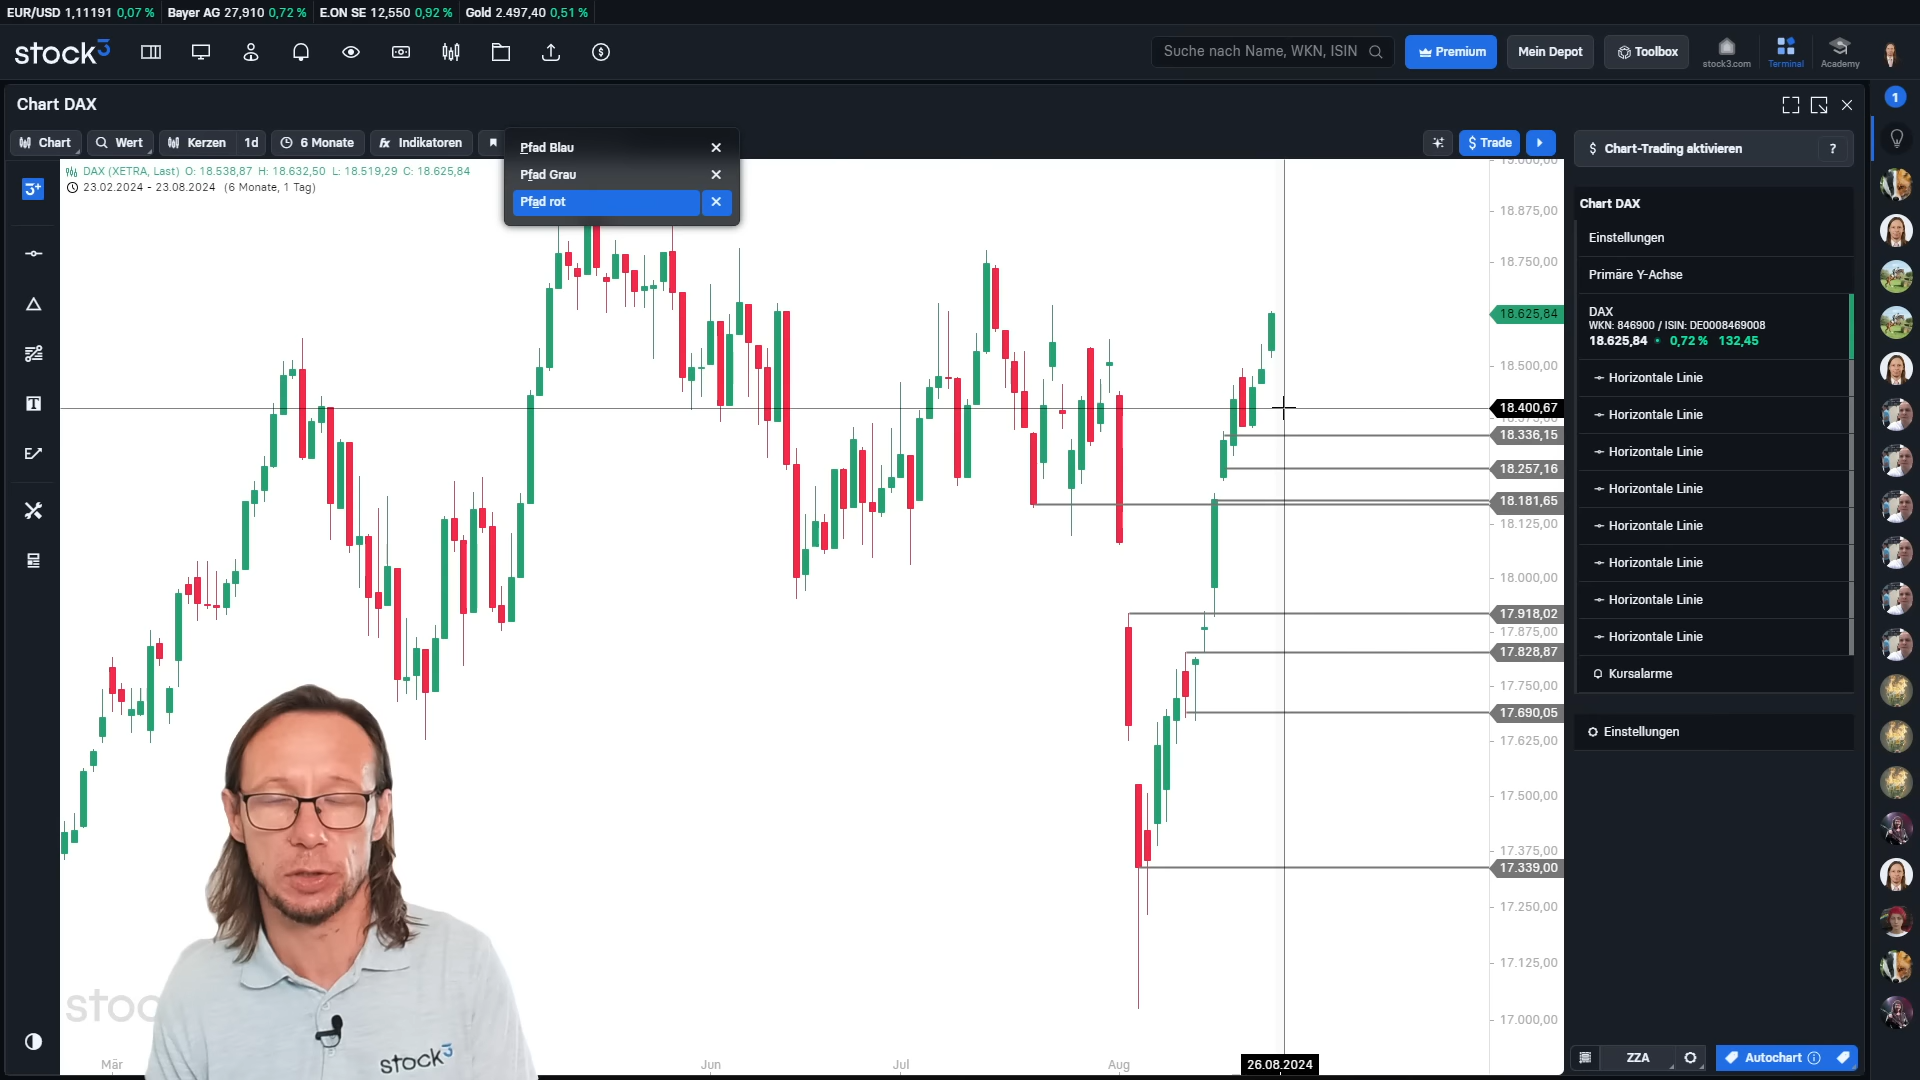 EUR/USD 1,11191 0,07 % Bayer AG 27,910 0,72 % E.ON SE 12,550 0,92 % Gold 2.497,40 0,51 %
stock3
Suche nach Name, WKN, ISIN
Premium
Mein Depot
Toolbox
stock3.com
Terminal
Academy
Chart DAX
1
Chart
Wert
Kerzen
1d
6 Monate
fx Indikatoren
Pfad Blau
Pfad Grau
Pfad rot
$ Trade
$ Chart-Trading aktivieren ?
DAX (XETRA, Last) O: 18.538,87 H: 18.632,50 L: 18.519,29 C: 18.625,84
23.02.2024 - 23.08.2024 (6 Monate, 1 Tag)
3+
T
19.000,00
18.875,00
18.750,00
18.625,84
18.500,00
18.400,67
18.375,00
18.336,15
18.257,16
18.181,65
18.125,00
18.000,00
17.918,02
17.875,00
17.828,87
17.750,00
17.690,05
17.625,00
17.500,00
17.375,00
17.339,00
17.250,00
17.125,00
17.000,00
Chart DAX
Einstellungen
Primäre Y-Achse
DAX
WKN: 846900 / ISIN: DE0008469008
18.625,84 0,72 % 132,45
Horizontale Linie
Horizontale Linie
Horizontale Linie
Horizontale Linie
Horizontale Linie
Horizontale Linie
Horizontale Linie
Horizontale Linie
Kursalarme
Einstellungen
stoc
stock3
Mär
Jun
Jul
Aug
26.08.2024
ZZA
Autochart